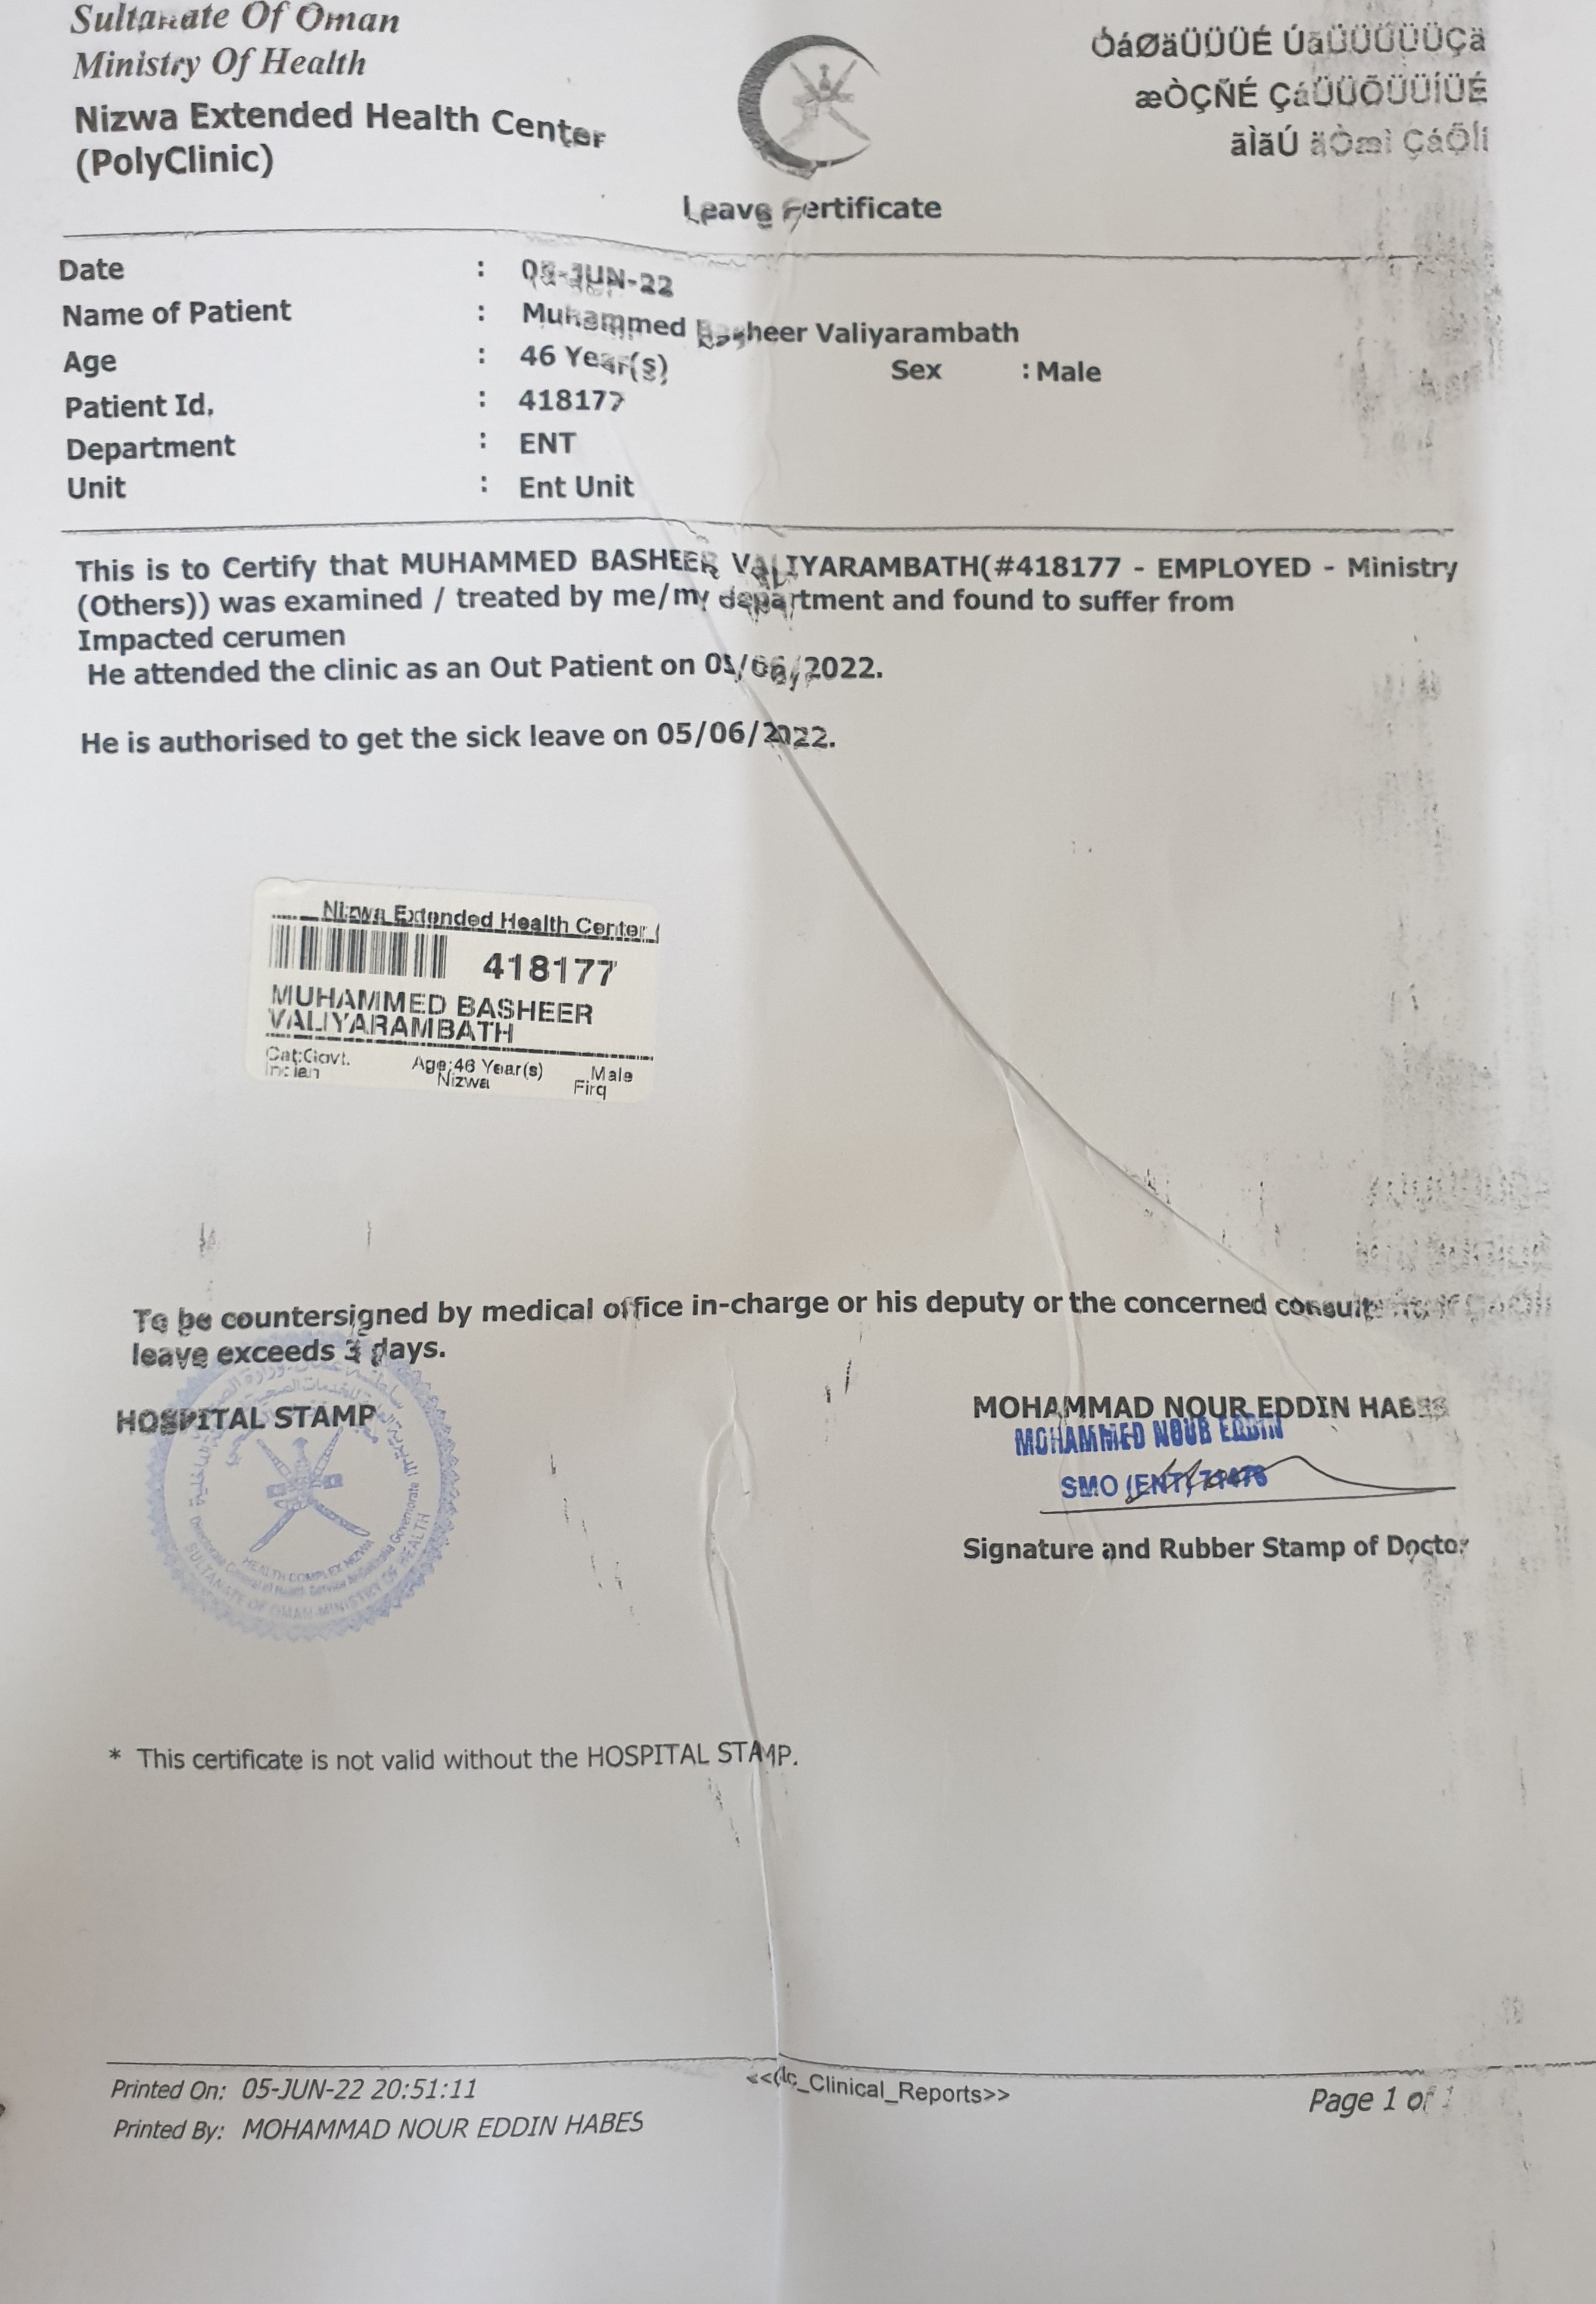 Sultanate Of Oman
Ministry Of Health
Nizwa Extended Health Center
(PolyClinic)
ÓáØäÜÜÜÉ ÚãÜÜÜÜÜÇä
æÒÇÑÉ ÇáÜÜÕÜÜÍÜÉ
ãÌãÚ äÒæì ÇáÕÍí
Leave Certificate
Date : 05-JUN-22
Name of Patient : Muhammed Basheer Valiyarambath
Age : 46 Year(s) Sex : Male
Patient Id. : 418177
Department : ENT
Unit : Ent Unit
This is to Certify that MUHAMMED BASHEER VALIYARAMBATH(#418177 - EMPLOYED - Ministry
(Others)) was examined / treated by me/my department and found to suffer from
Impacted cerumen
He attended the clinic as an Out Patient on 05/06/2022.
He is authorised to get the sick leave on 05/06/2022.
Nizwa Extended Health Center (
418177
MUHAMMED BASHEER
VALIYARAMBATH
Cat:Govt. Age:46 Year(s) Male
Indian Nizwa Firq
To be countersigned by medical office in-charge or his deputy or the concerned
leave exceeds 3 days.
HOSPITAL STAMP
HEALTH COMPLEX NIZWA
SULTANATE OF OMAN-MINISTRY OF HEALTH
MOHAMMAD NOUR EDDIN HABES
MOHAMMED NOUR EDDIN
SMO (ENT) 71476
Signature and Rubber Stamp of Doctor
* This certificate is not valid without the HOSPITAL STAMP.
Printed On: 05-JUN-22 20:51:11
Printed By: MOHAMMAD NOUR EDDIN HABES
_Clinical_Reports>>
Page 1 of 1